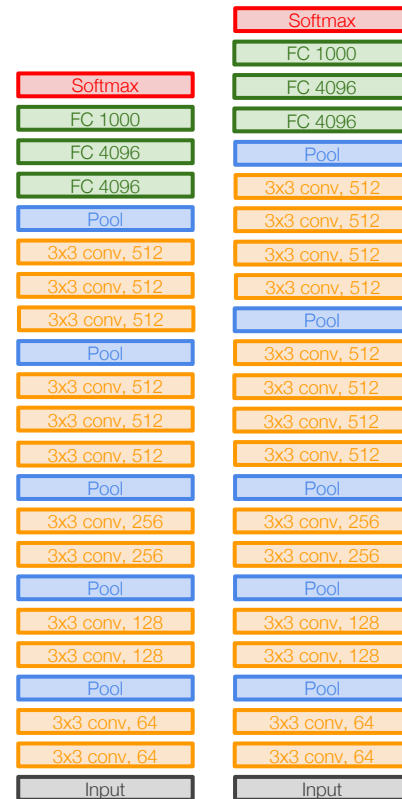 Softmax
FC 1000
FC 4096
FC 4096
Pool
3x3 conv, 512
3x3 conv, 512
3x3 conv, 512
Pool
3x3 conv, 512
3x3 conv, 512
3x3 conv, 512
Pool
3x3 conv, 256
3x3 conv, 256
Pool
3x3 conv, 128
3x3 conv, 128
Pool
3x3 conv, 64
3x3 conv, 64
Input
Softmax
FC 1000
FC 4096
FC 4096
Pool
3x3 conv, 512
3x3 conv, 512
3x3 conv, 512
3x3 conv, 512
Pool
3x3 conv, 512
3x3 conv, 512
3x3 conv, 512
3x3 conv, 512
Pool
3x3 conv, 256
3x3 conv, 256
Pool
3x3 conv, 128
3x3 conv, 128
Pool
3x3 conv, 64
3x3 conv, 64
Input